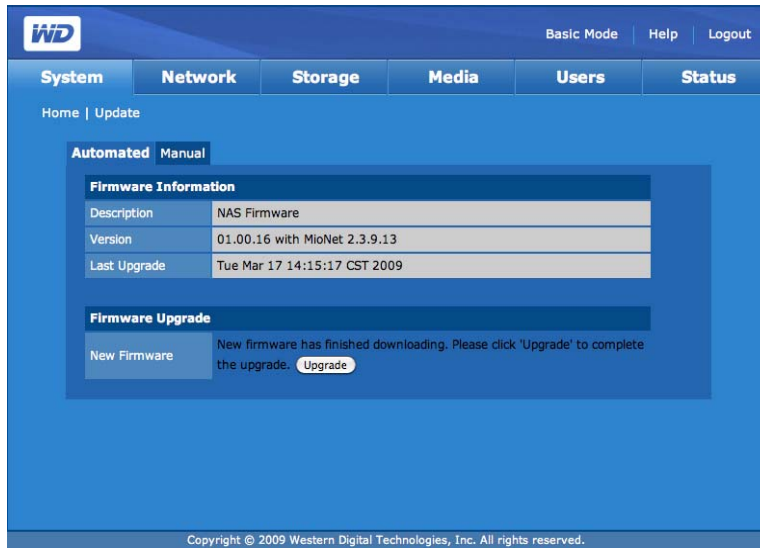 WD
Basic Mode Help Logout
System Network Storage Media Users Status
Home | Update
Automated Manual
Firmware Information
Description NAS Firmware
Version 01.00.16 with MioNet 2.3.9.13
Last Upgrade Tue Mar 17 14:15:17 CST 2009
Firmware Upgrade
New Firmware New firmware has finished downloading. Please click 'Upgrade' to complete
the upgrade. Upgrade
Copyright © 2009 Western Digital Technologies, Inc. All rights reserved.